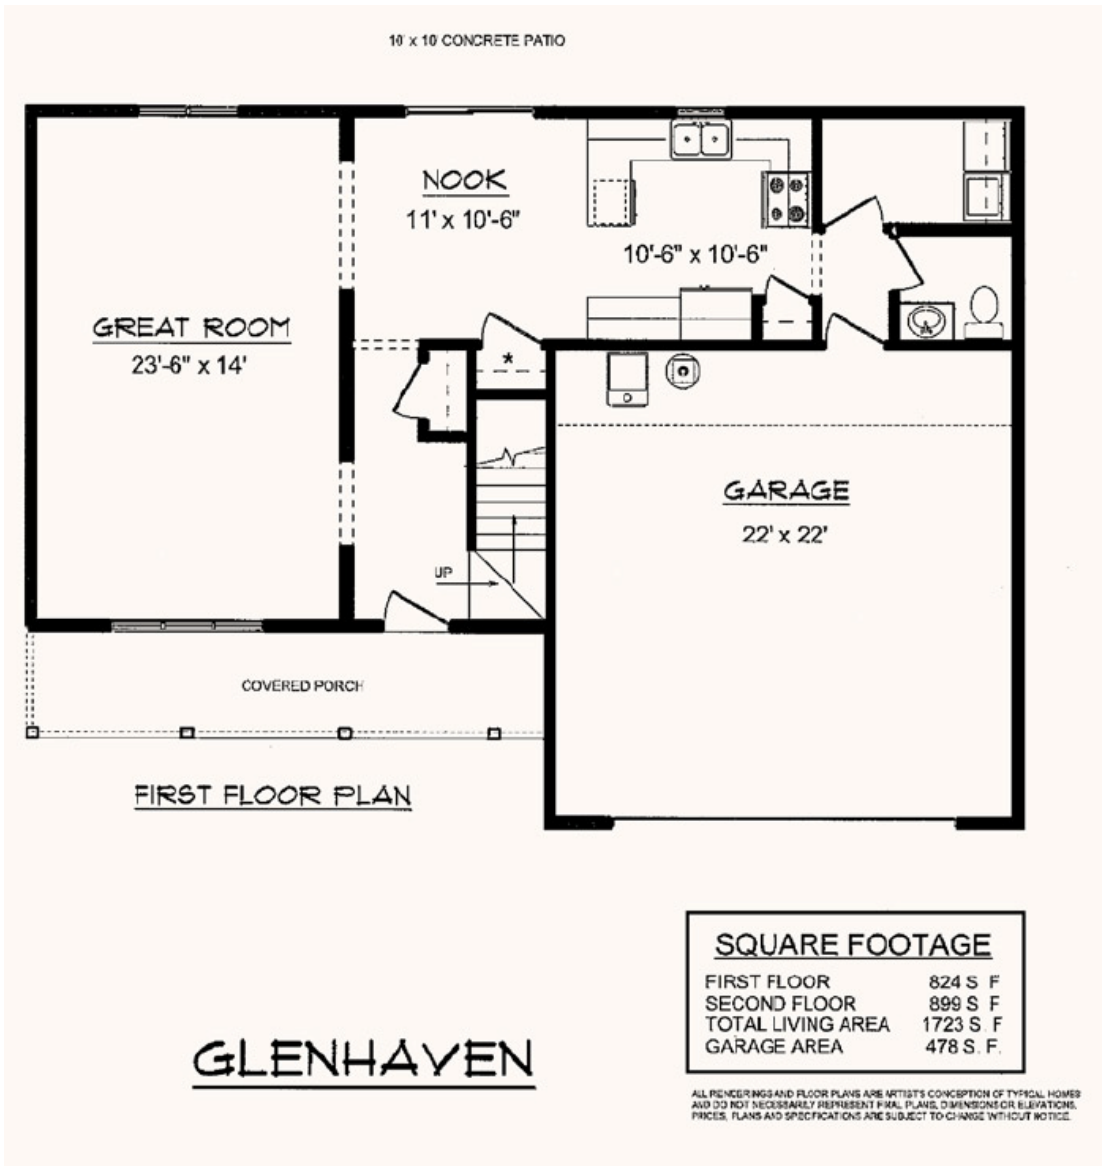 10' x 10' CONCRETE PATIO
NOOK
11' x 10'-6"
10'-6" x 10'-6"
GREAT ROOM
23'-6" x 14'
*
GARAGE
22' x 22'
UP
COVERED PORCH
FIRST FLOOR PLAN
SQUARE FOOTAGE
FIRST FLOOR 824 S F
SECOND FLOOR 899 S F
TOTAL LIVING AREA 1723 S. F
GARAGE AREA 478 S. F.
GLENHAVEN
ALL RENDERINGS AND FLOOR PLANS ARE ARTIST'S CONCEPTION OF TYPICAL HOMES
AND DO NOT NECESSARILY REPRESENT FINAL PLANS, DIMENSIONS OR ELEVATIONS.
PRICES, PLANS AND SPECIFICATIONS ARE SUBJECT TO CHANGE WITHOUT NOTICE.